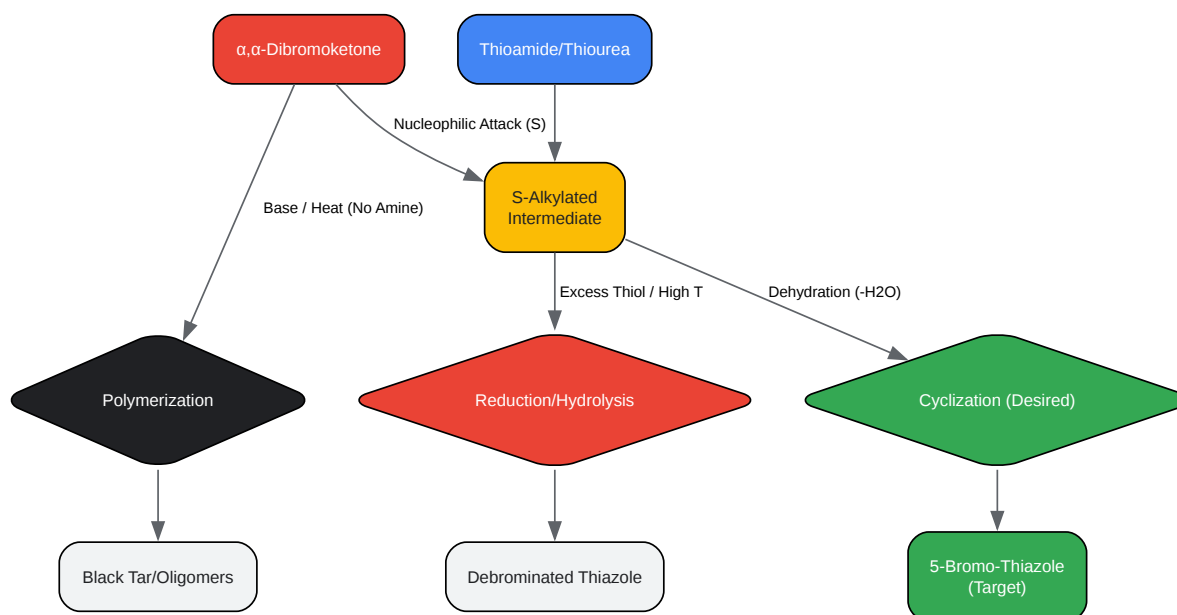 α,α-Dibromoketone
Thioamide/Thiourea
Nucleophilic Attack (S)
S-Alkylated
Intermediate
Base / Heat (No Amine)
Excess Thiol / High T
Dehydration (-H2O)
Polymerization
Reduction/Hydrolysis
Cyclization (Desired)
Black Tar/Oligomers
Debrominated Thiazole
5-Bromo-Thiazole
(Target)